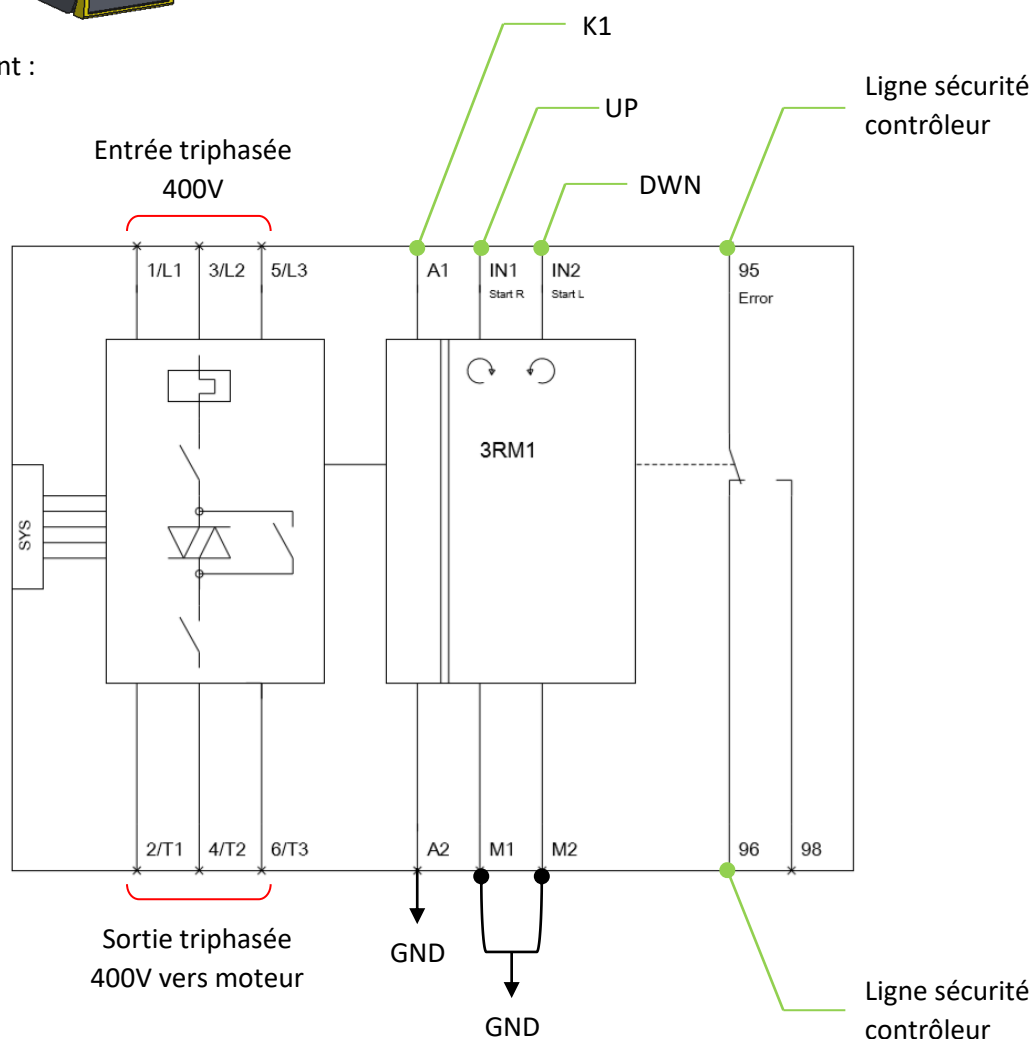 K1
nt :
Ligne sécurité
contrôleur
UP
Entrée triphasée
400V
DWN
1/L1 3/L2 5/L3 A1 IN1 IN2 95
Start R Start L Error
3RM1
SYS
2/T1 4/T2 6/T3 A2 M1 M2 96 98
Sortie triphasée
400V vers moteur
GND
GND
Ligne sécurité
contrôleur